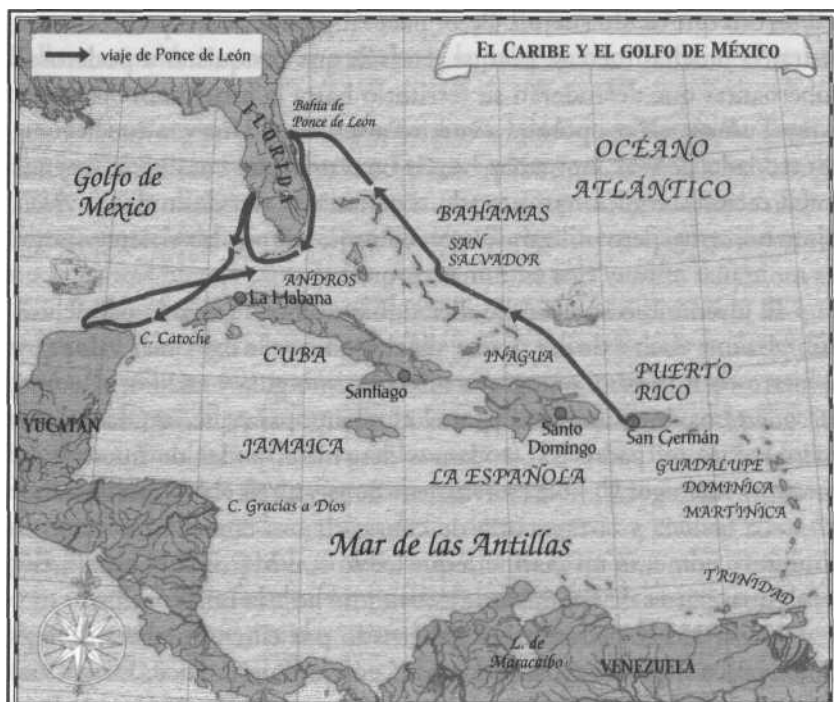 viaje de Ponce de León
EL CARIBE Y EL GOLFO DE MÉXICO
Bahía de
Ponce de León
FLORIDA
OCÉANO
ATLÁNTICO
Golfo de
México
BAHAMAS
SAN
SALVADOR
ANDROS
La Habana
C. Catoche
CUBA
INAGUA
PUERTO
RICO
Santiago
YUCATÁN
Santo
Domingo
San Germán
JAMAICA
LA ESPAÑOLA
GUADALUPE
DOMINICA
MARTINICA
C. Gracias a Dios
Mar de las Antillas
TRINIDAD
L. de
Maracaibo
VENEZUELA